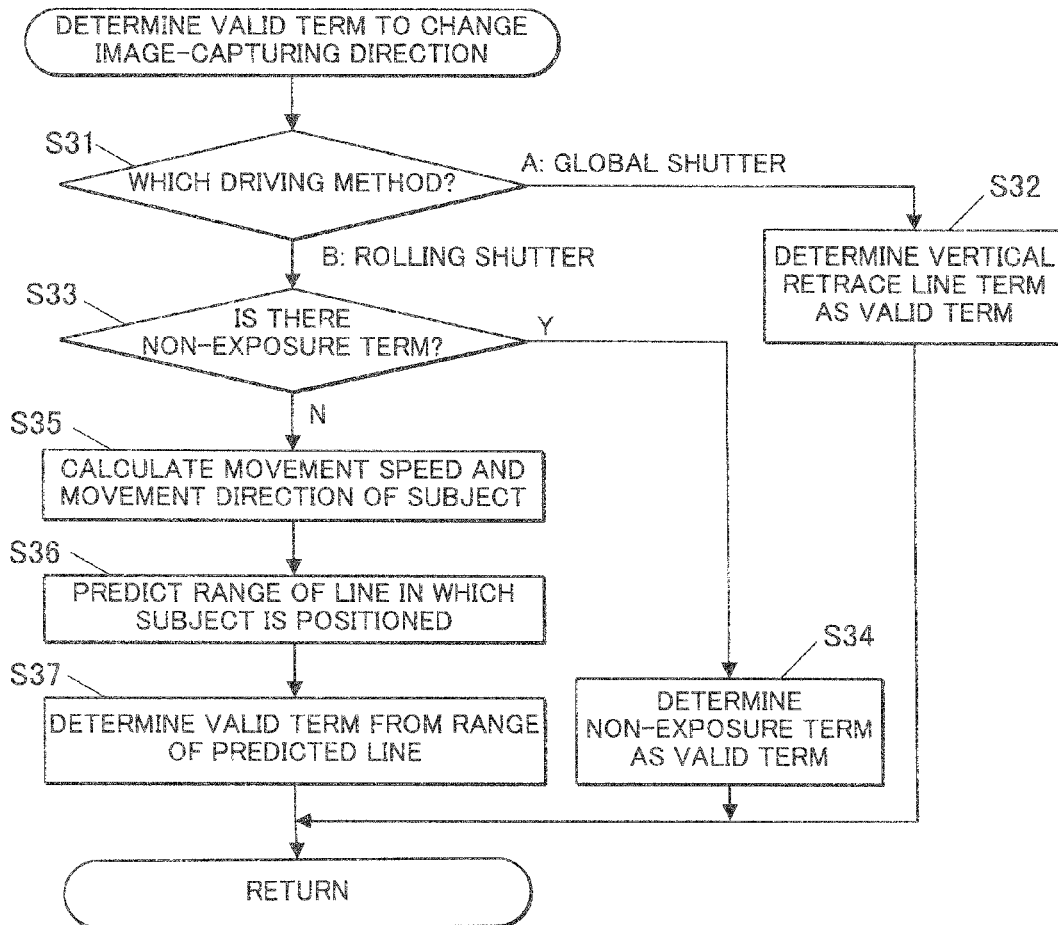 DETERMINE VALID TERM TO CHANGE
IMAGE-CAPTURING DIRECTION
S31
WHICH DRIVING METHOD?
A: GLOBAL SHUTTER
S32
DETERMINE VERTICAL
RETRACE LINE TERM
AS VALID TERM
B: ROLLING SHUTTER
S33
IS THERE
NON-EXPOSURE TERM?
Y
N
S35
CALCULATE MOVEMENT SPEED AND
MOVEMENT DIRECTION OF SUBJECT
S36
PREDICT RANGE OF LINE IN WHICH
SUBJECT IS POSITIONED
S34
DETERMINE
NON-EXPOSURE TERM
AS VALID TERM
S37
DETERMINE VALID TERM FROM RANGE
OF PREDICTED LINE
RETURN